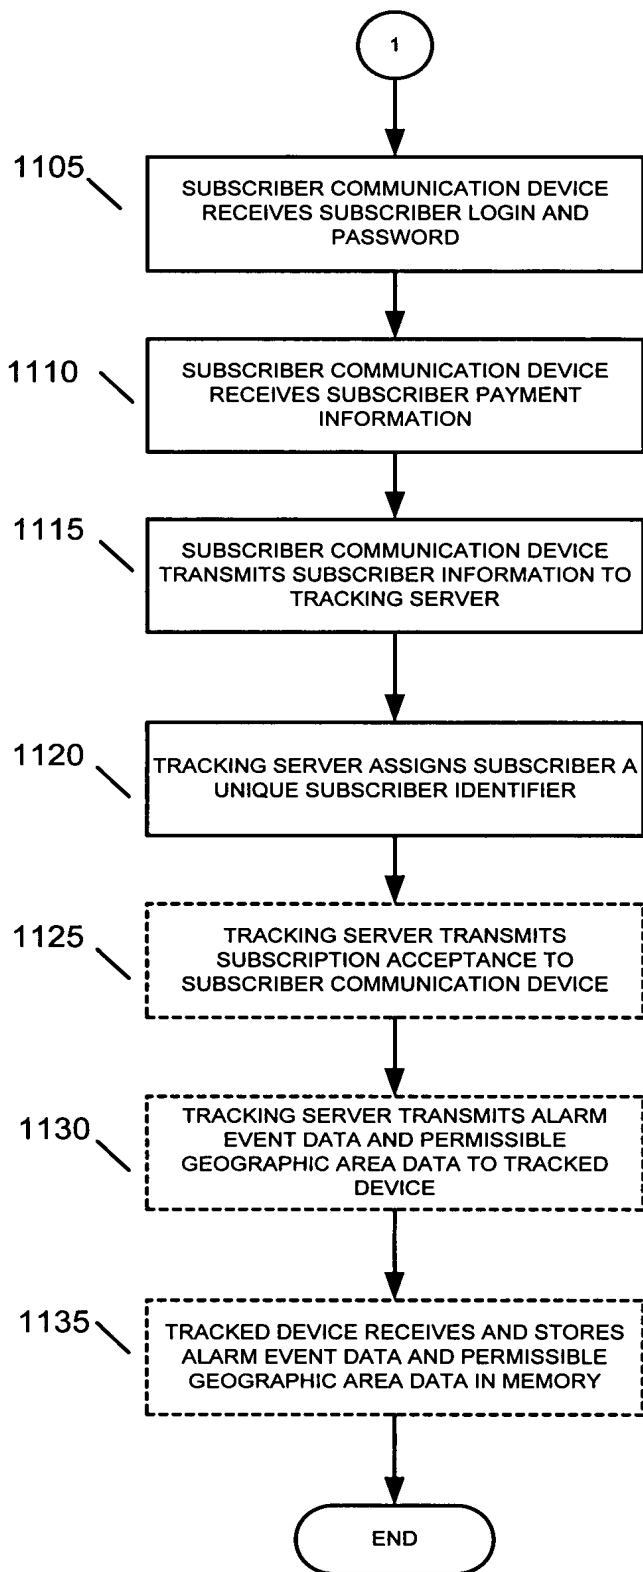 1
1105
SUBSCRIBER COMMUNICATION DEVICE
RECEIVES SUBSCRIBER LOGIN AND
PASSWORD
1110
SUBSCRIBER COMMUNICATION DEVICE
RECEIVES SUBSCRIBER PAYMENT
INFORMATION
1115
SUBSCRIBER COMMUNICATION DEVICE
TRANSMITS SUBSCRIBER INFORMATION TO
TRACKING SERVER
1120
TRACKING SERVER ASSIGNS SUBSCRIBER A
UNIQUE SUBSCRIBER IDENTIFIER
1125
TRACKING SERVER TRANSMITS
SUBSCRIPTION ACCEPTANCE TO
SUBSCRIBER COMMUNICATION DEVICE
1130
TRACKING SERVER TRANSMITS ALARM
EVENT DATA AND PERMISSIBLE
GEOGRAPHIC AREA DATA TO TRACKED
DEVICE
1135
TRACKED DEVICE RECEIVES AND STORES
ALARM EVENT DATA AND PERMISSIBLE
GEOGRAPHIC AREA DATA IN MEMORY
END